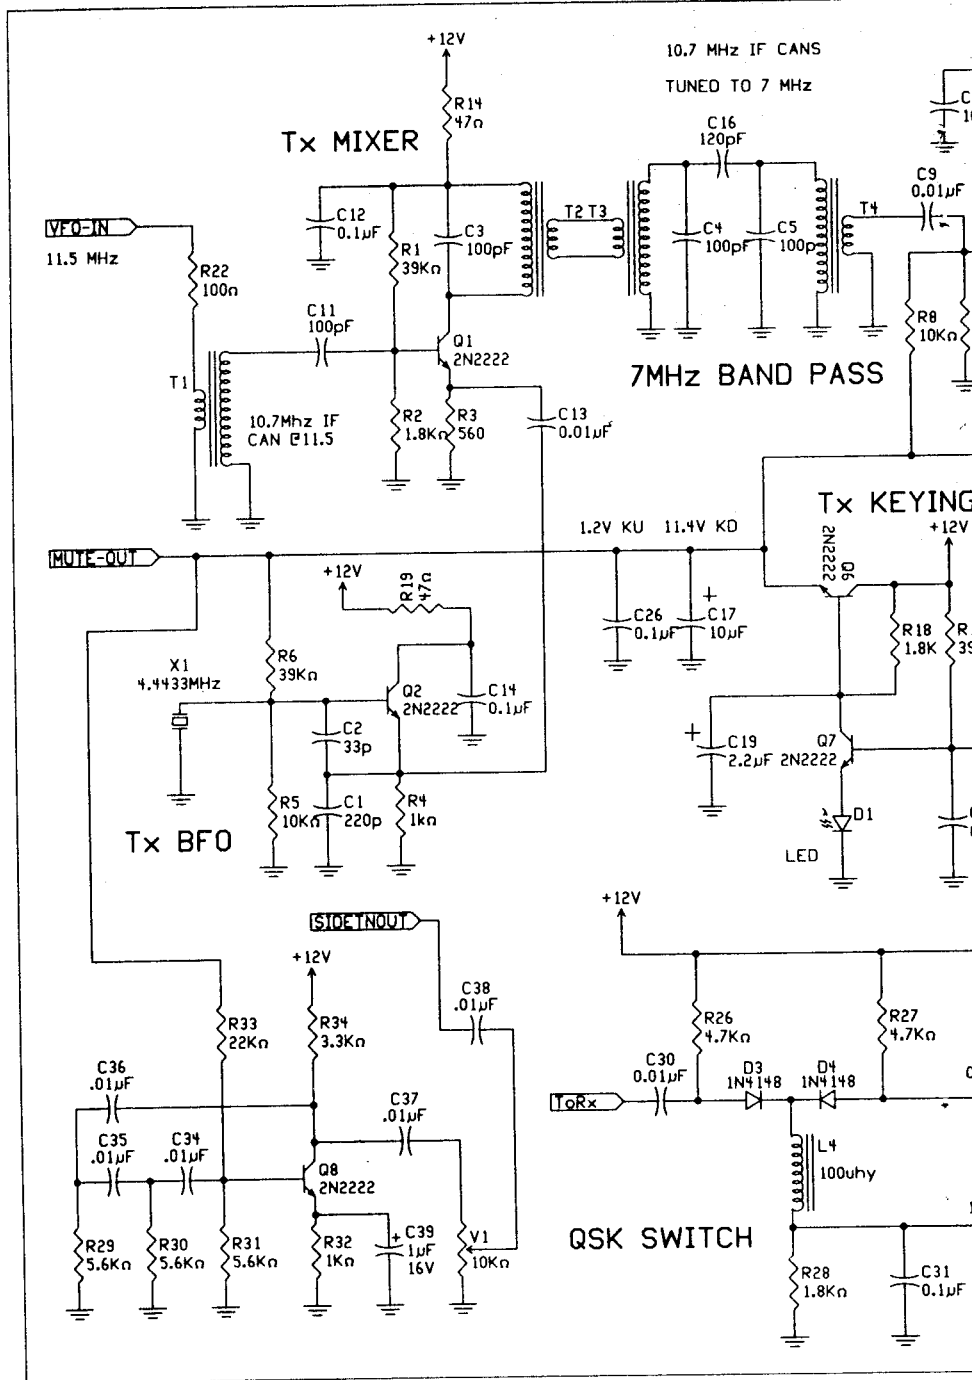 +12V
10.7 MHz IF CANS
TUNED TO 7 MHz
R14
47Ω
Tx MIXER
C16
120pF
C9
0.01µF
VFO-IN
11.5 MHz
C12
0.1µF
R1
39KΩ
C3
100pF
T2 T3
C4
100pF
C5
100p
T4
R22
100Ω
C11
100pF
Q1
2N2222
R8
10KΩ
7MHz BAND PASS
T1
10.7Mhz IF
CAN @11.5
R2
1.8KΩ
R3
560
C13
0.01µF
Tx KEYING
1.2V KU 11.4V KD
+12V
MUTE-OUT
+12V
R19
47Ω
2N2222
Q6
C26
0.1µF
+
C17
10µF
R18
1.8K
X1
4.4433MHz
R6
39KΩ
Q2
2N2222
C14
0.1µF
C2
33p
+
C19
2.2µF
Q7
2N2222
R5
10KΩ
C1
220p
R4
1kΩ
D1
LED
Tx BFO
+12V
SIDETNOUT
+12V
C38
.01µF
R33
22KΩ
R34
3.3KΩ
R26
4.7KΩ
R27
4.7KΩ
C36
.01µF
C30
0.01µF
D3
1N4148
D4
1N4148
ToRx
C37
.01µF
C35
.01µF
C34
.01µF
Q8
2N2222
L4
100uhy
QSK SWITCH
R29
5.6KΩ
R30
5.6KΩ
R31
5.6KΩ
R32
1KΩ
+
C39
1µF
16V
V1
10KΩ
R28
1.8KΩ
C31
0.1µF